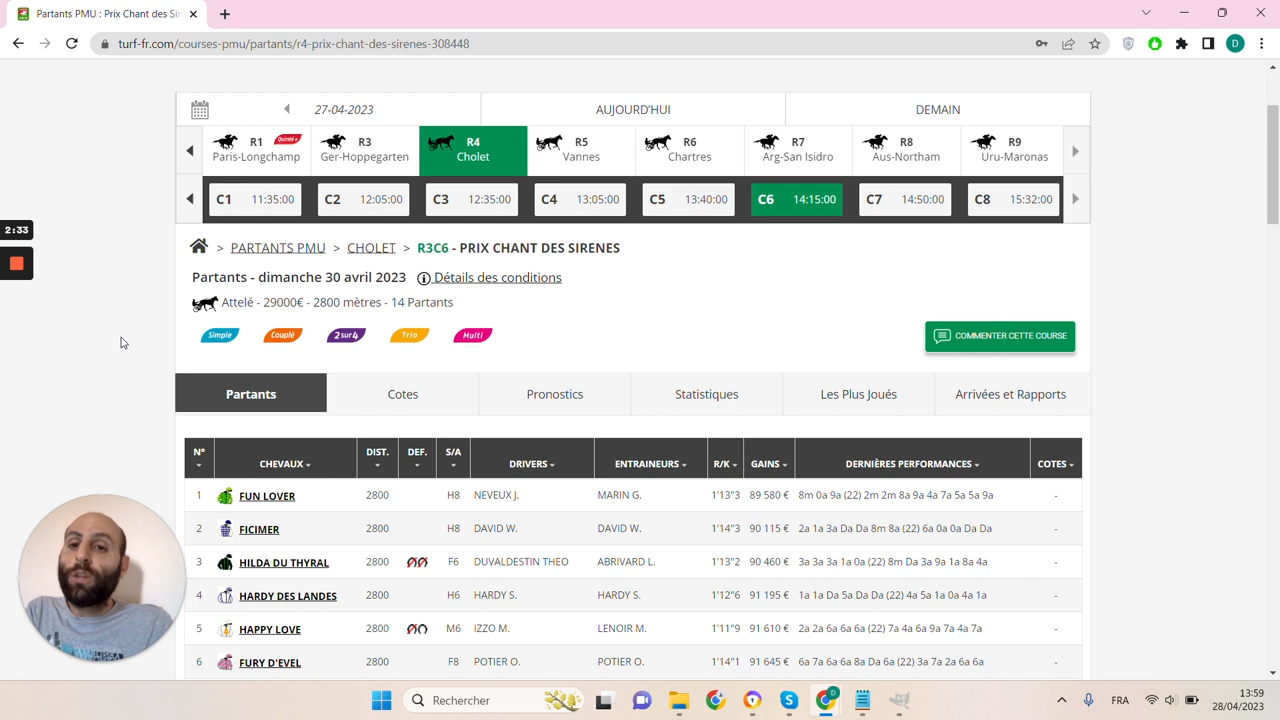 Partants PMU : Prix Chant des Sir
turf-fr.com/courses-pmu/partants/r4-prix-chant-des-sirenes-308448
D
27-04-2023 AUJOURD'HUI DEMAIN
R1 Quinté+ R3 R4 R5 R6 R7 R8 R9
Paris-Longchamp Ger-Hoppegarten Cholet Vannes Chartres Arg-San Isidro Aus-Northam Uru-Maronas
C1 11:35:00 C2 12:05:00 C3 12:35:00 C4 13:05:00 C5 13:40:00 C6 14:15:00 C7 14:50:00 C8 15:32:00
2:33
> PARTANTS PMU > CHOLET > R3C6 - PRIX CHANT DES SIRENES
Partants - dimanche 30 avril 2023 Détails des conditions
Attelé - 29000€ - 2800 mètres - 14 Partants
Simple Couplé 2sur4 Trio Multi
COMMENTER CETTE COURSE
Partants Cotes Pronostics Statistiques Les Plus Joués Arrivées et Rapports
N° CHEVAUX DIST. DEF. S/A DRIVERS ENTRAINEURS R/K GAINS DERNIÈRES PERFORMANCES COTES
1 FUN LOVER 2800 H8 NEVEUX J. MARIN G. 1'13"3 89 580 € 8m 0a 9a (22) 2m 2m 8a 9a 4a 7a 5a 5a 9a -
2 FICIMER 2800 H8 DAVID W. DAVID W. 1'14"3 90 115 € 2a 1a 3a Da Da 8m 8a (22) 6a 0a 0a Da Da -
3 HILDA DU THYRAL 2800 F6 DUVALDESTIN THEO ABRIVARD L. 1'13"2 90 460 € 3a 3a 3a 1a 0a (22) 8m Da 3a 9a 1a 8a 4a -
4 HARDY DES LANDES 2800 H6 HARDY S. HARDY S. 1'12"6 91 195 € 1a 1a Da 5a Da Da (22) 4a 5a 1a 0a 4a 1a -
5 HAPPY LOVE 2800 M6 IZZO M. LENOIR M. 1'11"9 91 610 € 2a 2a 6a 6a 6a (22) 7a 4a 6a 9a 7a 4a 7a -
6 FURY D'EVEL 2800 F8 POTIER O. POTIER O. 1'14"1 91 645 € 6a 7a 6a 6a 8a Da 6a (22) 3a 7a 2a 6a 6a -
Rechercher
FRA
13:59
28/04/2023